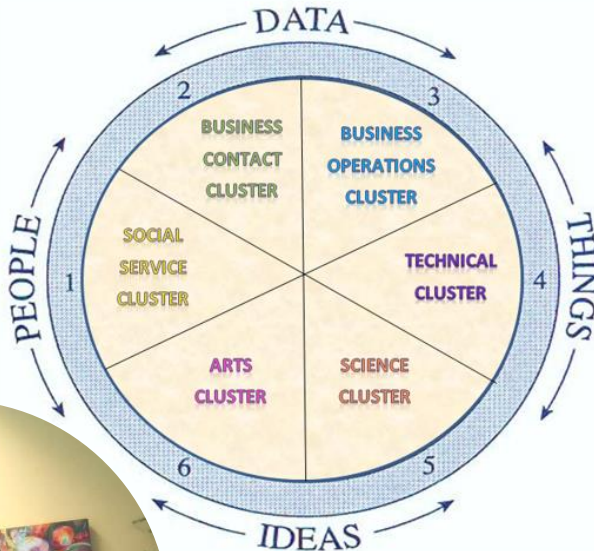 DATA
2
3
BUSINESS
CONTACT
CLUSTER
BUSINESS
OPERATIONS
CLUSTER
PEOPLE
1
SOCIAL
SERVICE
CLUSTER
TECHNICAL
CLUSTER
4
THINGS
ARTS
CLUSTER
SCIENCE
CLUSTER
6
5
IDEAS